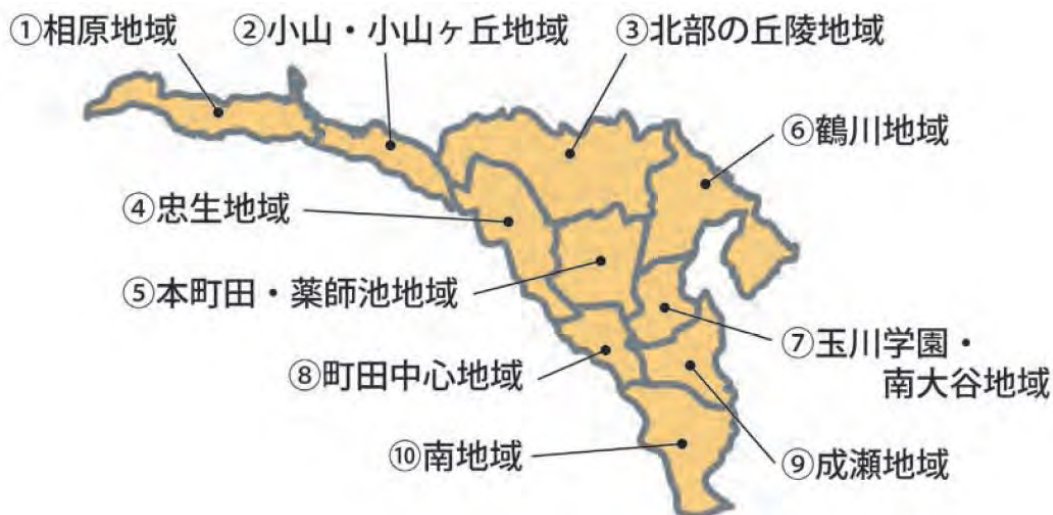 ①相原地域
②小山・小山ヶ丘地域
③北部の丘陵地域
⑥鶴川地域
④忠生地域
⑤本町田・薬師池地域
⑦玉川学園・
南大谷地域
⑧町田中心地域
⑩南地域
⑨成瀬地域